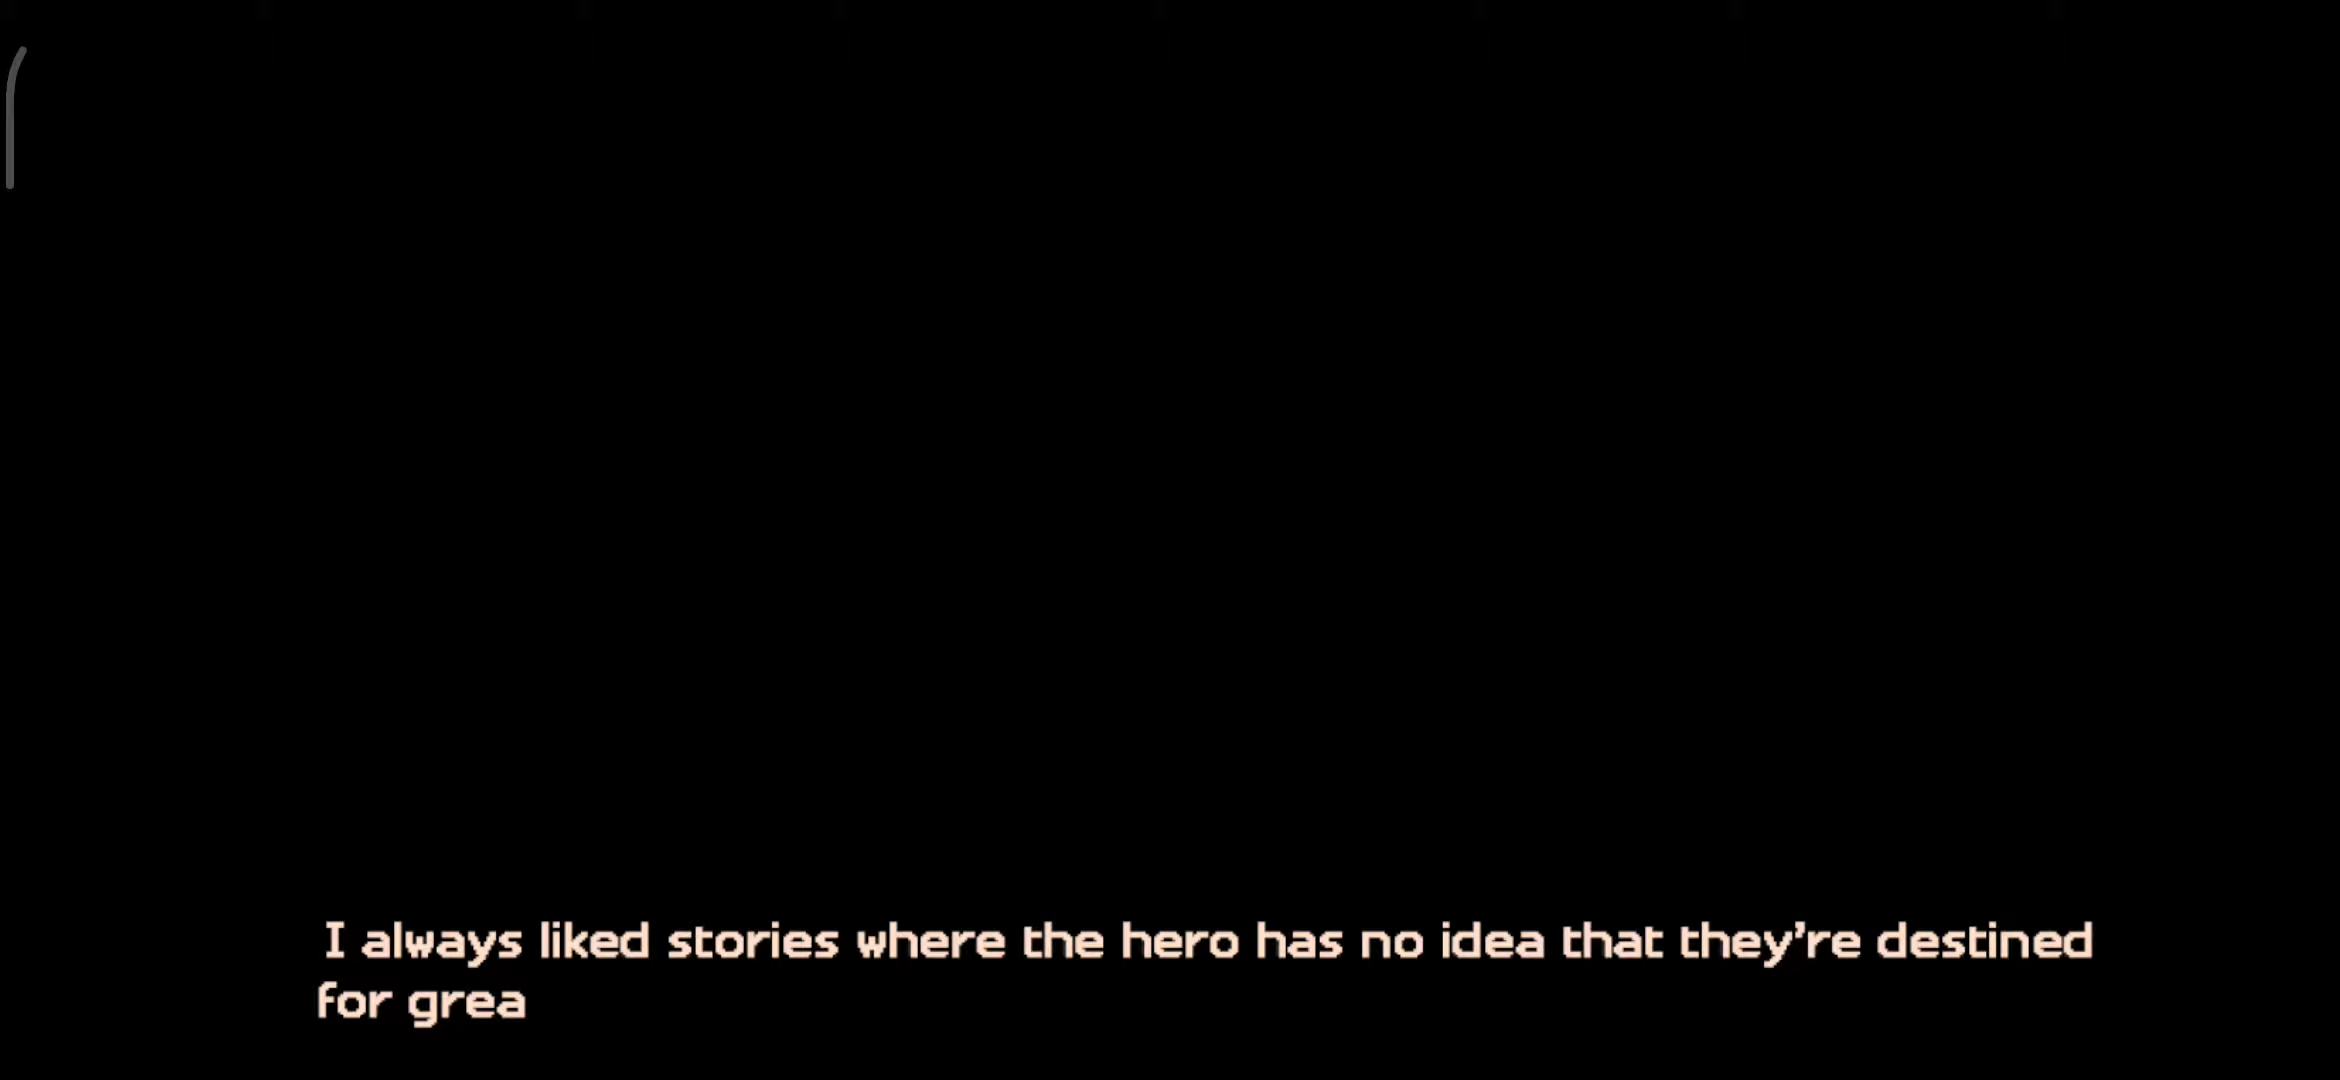 I always liked stories where the hero has no idea that they’re destined
for grea